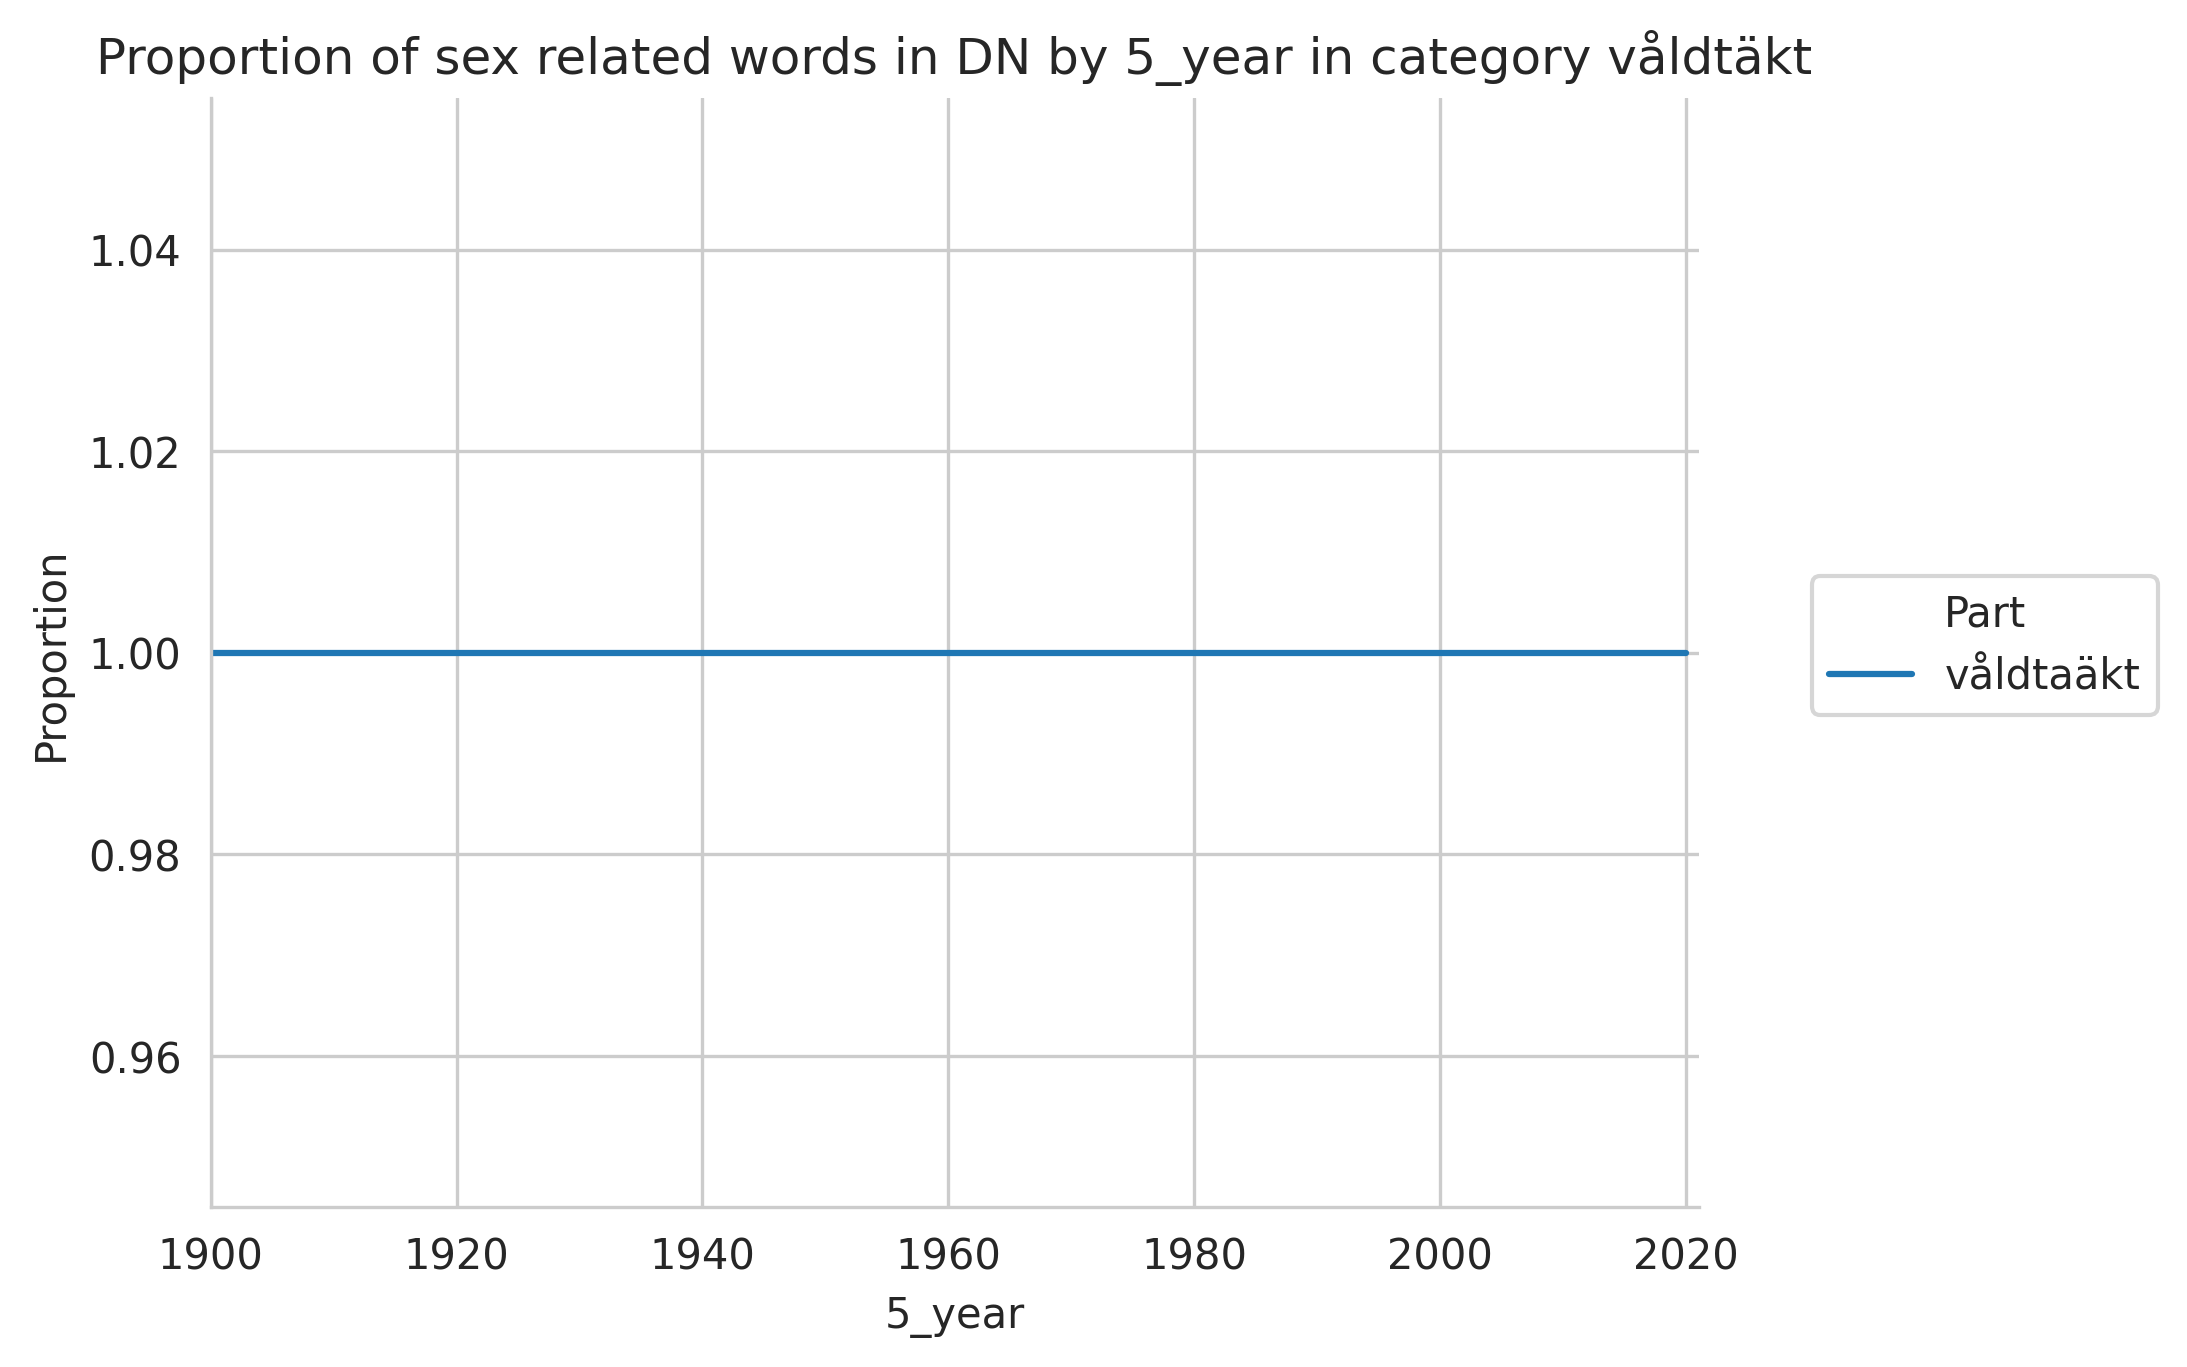 Proportion of sex related words in DN by 5_year in category våldtäkt
1.04
1.02
1.00
0.98
0.96
Proportion
1900 1920 1940 1960 1980 2000 2020
5_year
Part
våldtaäkt